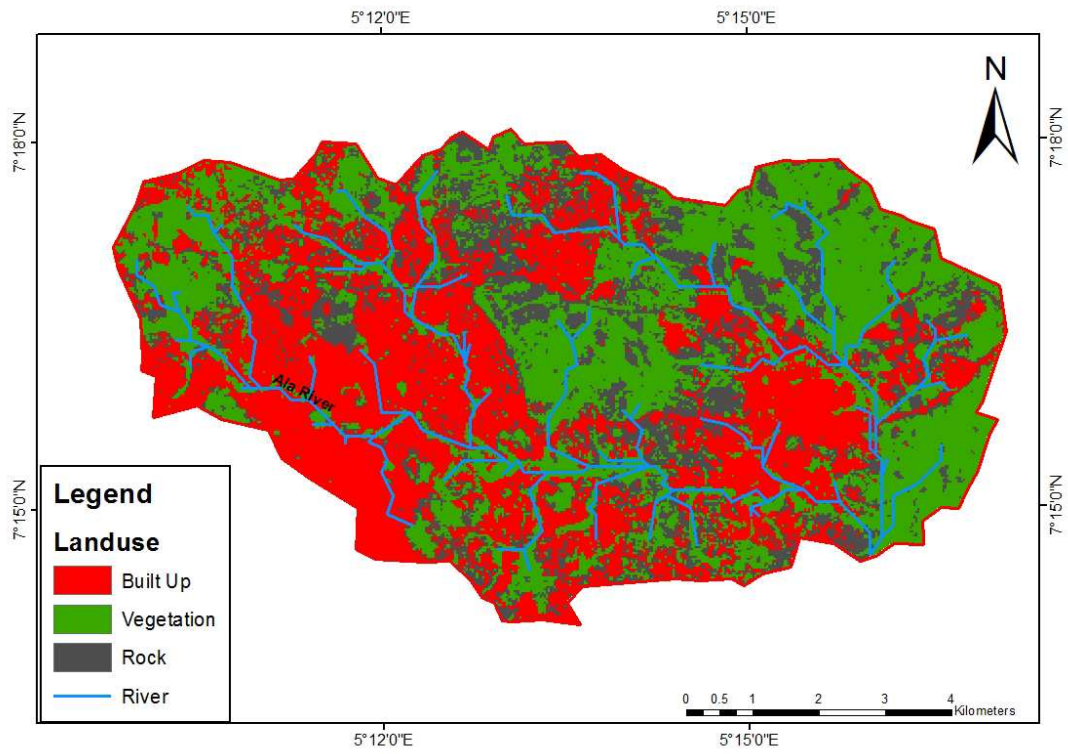 5°12'0"E
5°15'0"E
N
7°18'0"N
7°18'0"N
Ala River
7°15'0"N
7°15'0"N
Legend
Landuse
Built Up
Vegetation
Rock
River
0 0.5 1 2 3 4
Kilometers
5°12'0"E
5°15'0"E